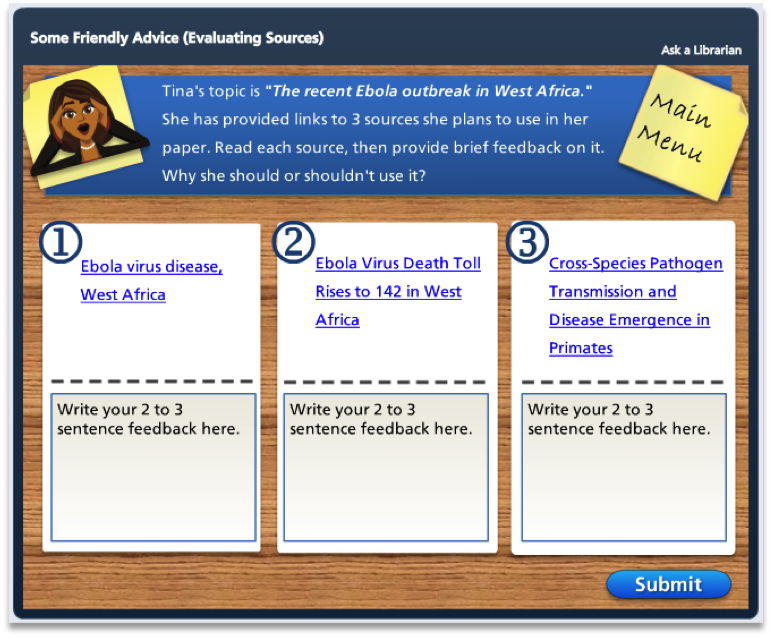 Some Friendly Advice (Evaluating Sources)
Ask a Librarian
Tina's topic is "The recent Ebola outbreak in West Africa."
She has provided links to 3 sources she plans to use in her
paper. Read each source, then provide brief feedback on it.
Why she should or shouldn't use it?
Main
Menu
1
Ebola virus disease,
West Africa
Write your 2 to 3
sentence feedback here.
2
Ebola Virus Death Toll
Rises to 142 in West
Africa
Write your 2 to 3
sentence feedback here.
3
Cross-Species Pathogen
Transmission and
Disease Emergence in
Primates
Write your 2 to 3
sentence feedback here.
Submit